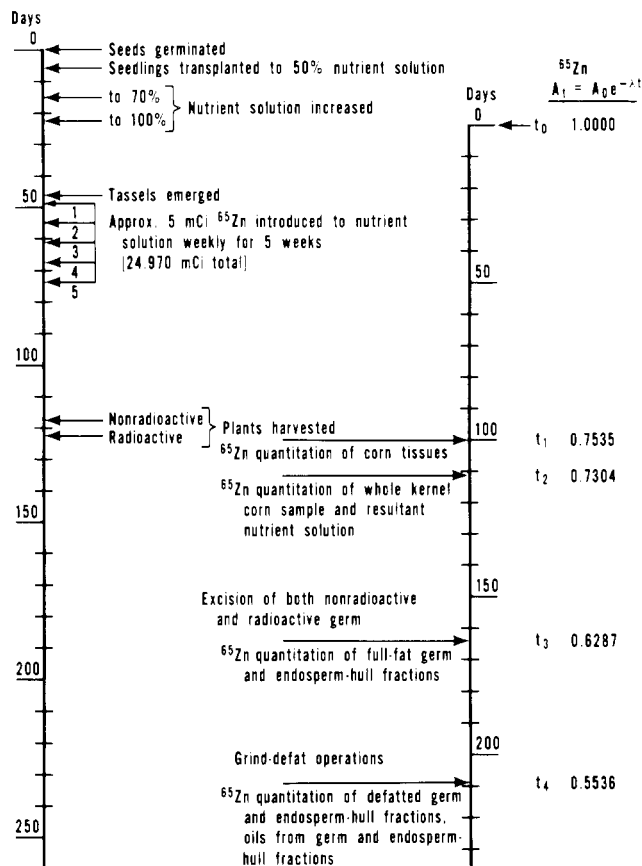 Days
0
Seeds germinated
Seedlings transplanted to 50% nutrient solution
to 70%
to 100%
Nutrient solution increased
50
Tassels emerged
1
2
3
4
5
Approx. 5 mCi ⁶⁵Zn introduced to nutrient
solution weekly for 5 weeks
[24.970 mCi total]
100
Nonradioactive
Radioactive
Plants harvested
⁶⁵Zn quantitation of corn tissues
150
⁶⁵Zn quantitation of whole kernel
corn sample and resultant
nutrient solution
Excision of both nonradioactive
and radioactive germ
200
⁶⁵Zn quantitation of full-fat germ
and endosperm-hull fractions
Grind-defat operations
250
⁶⁵Zn quantitation of defatted germ
and endosperm-hull fractions,
oils from germ and endosperm-
hull fractions
Days
0
50
100
150
200
⁶⁵Zn
Aₜ = A₀e^−λt
t₀ 1.0000
t₁ 0.7535
t₂ 0.7304
t₃ 0.6287
t₄ 0.5536